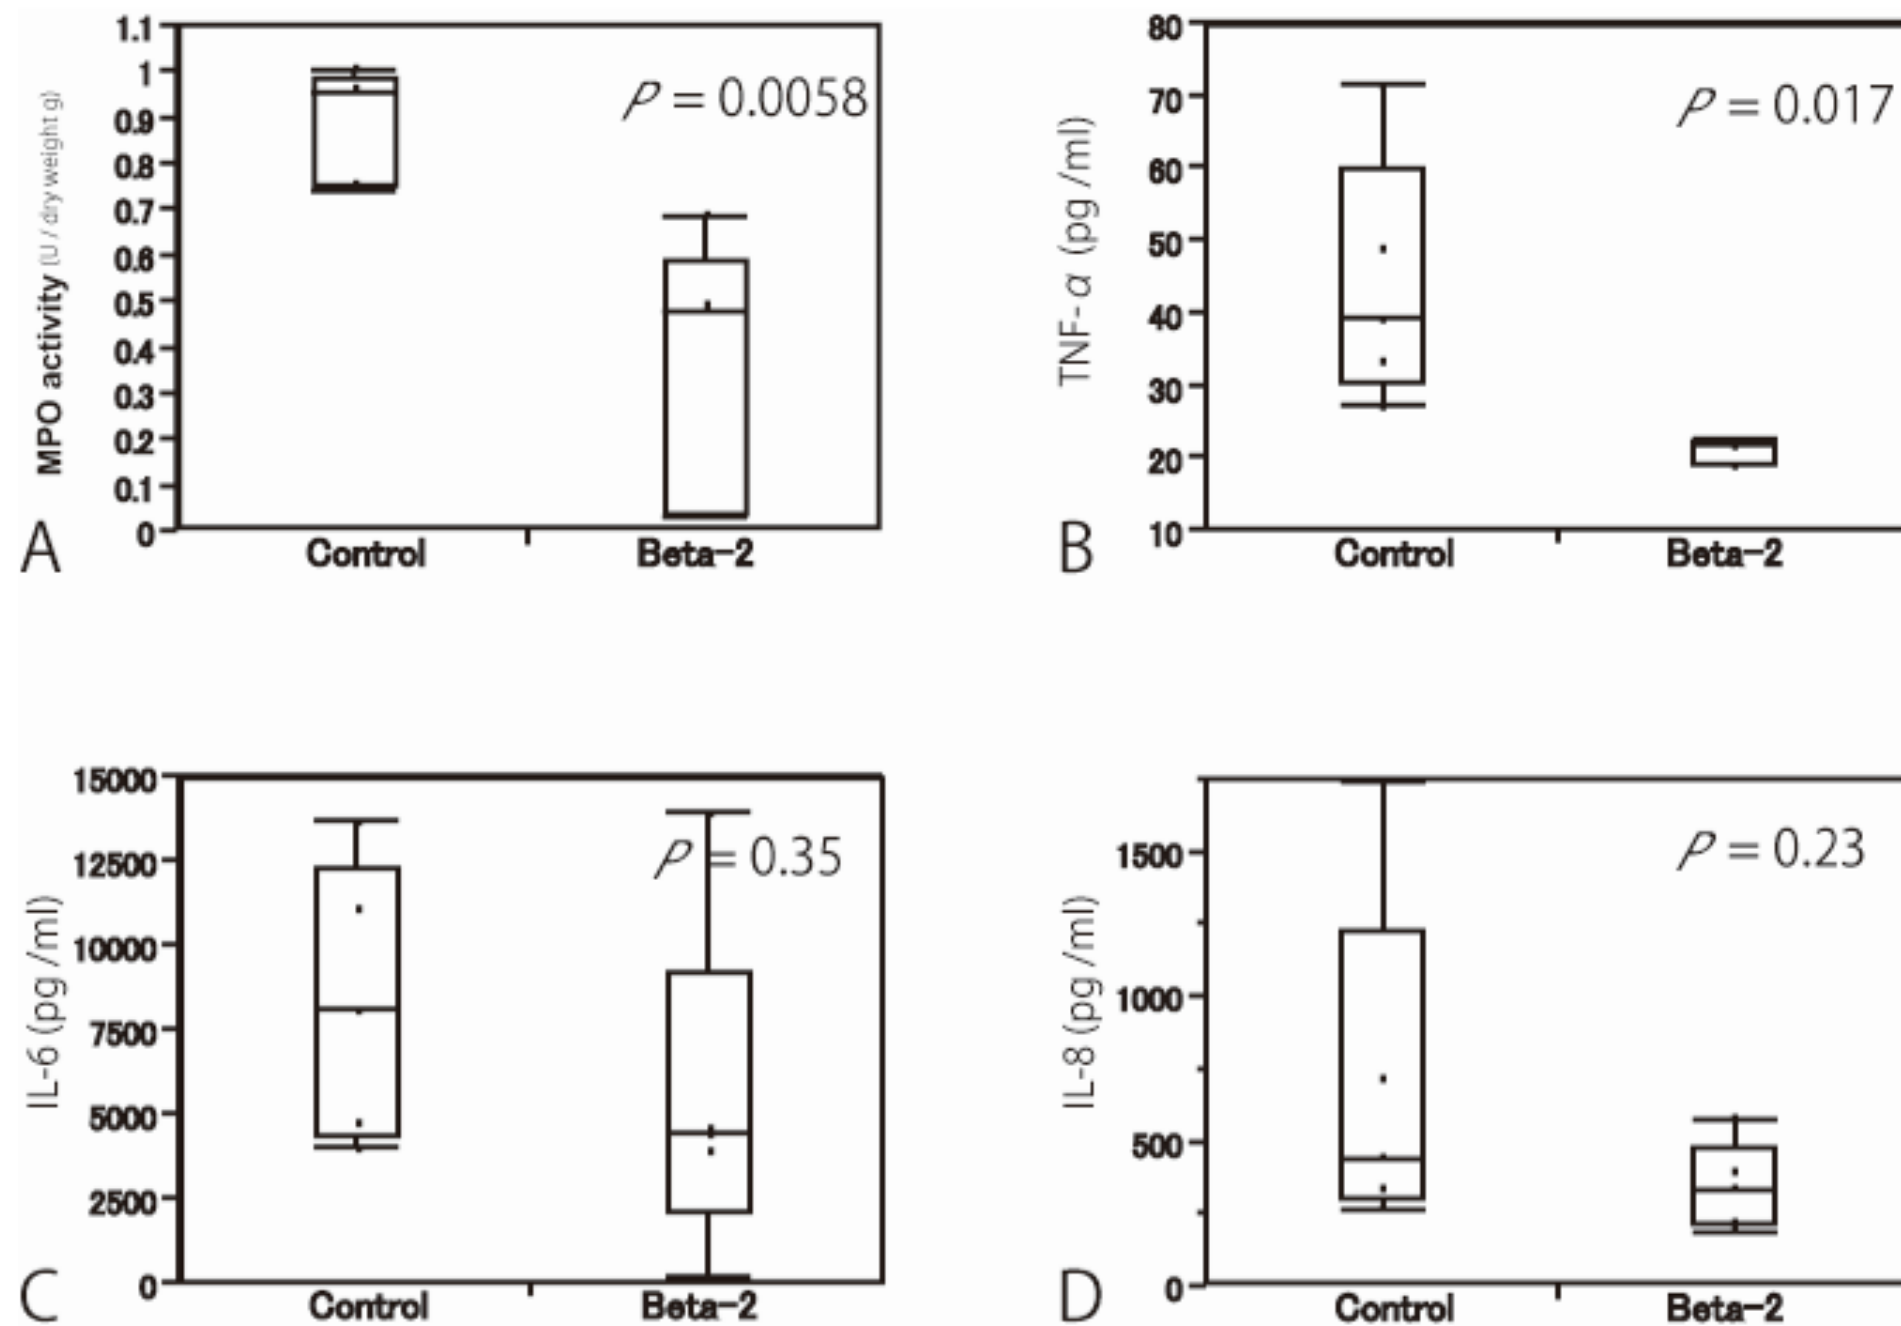 MPO activity (U / dry weight g)
1.1
1
0.9
0.8
0.7
0.6
0.5
0.4
0.3
0.2
0.1
0
P = 0.0058
Control
Beta-2
A
TNF-α (pg /ml)
80
70
60
50
40
30
20
10
P = 0.017
Control
Beta-2
B
IL-6 (pg /ml)
15000
12500
10000
7500
5000
2500
0
P = 0.35
Control
Beta-2
C
IL-8 (pg /ml)
1500
1000
500
0
P = 0.23
Control
Beta-2
D